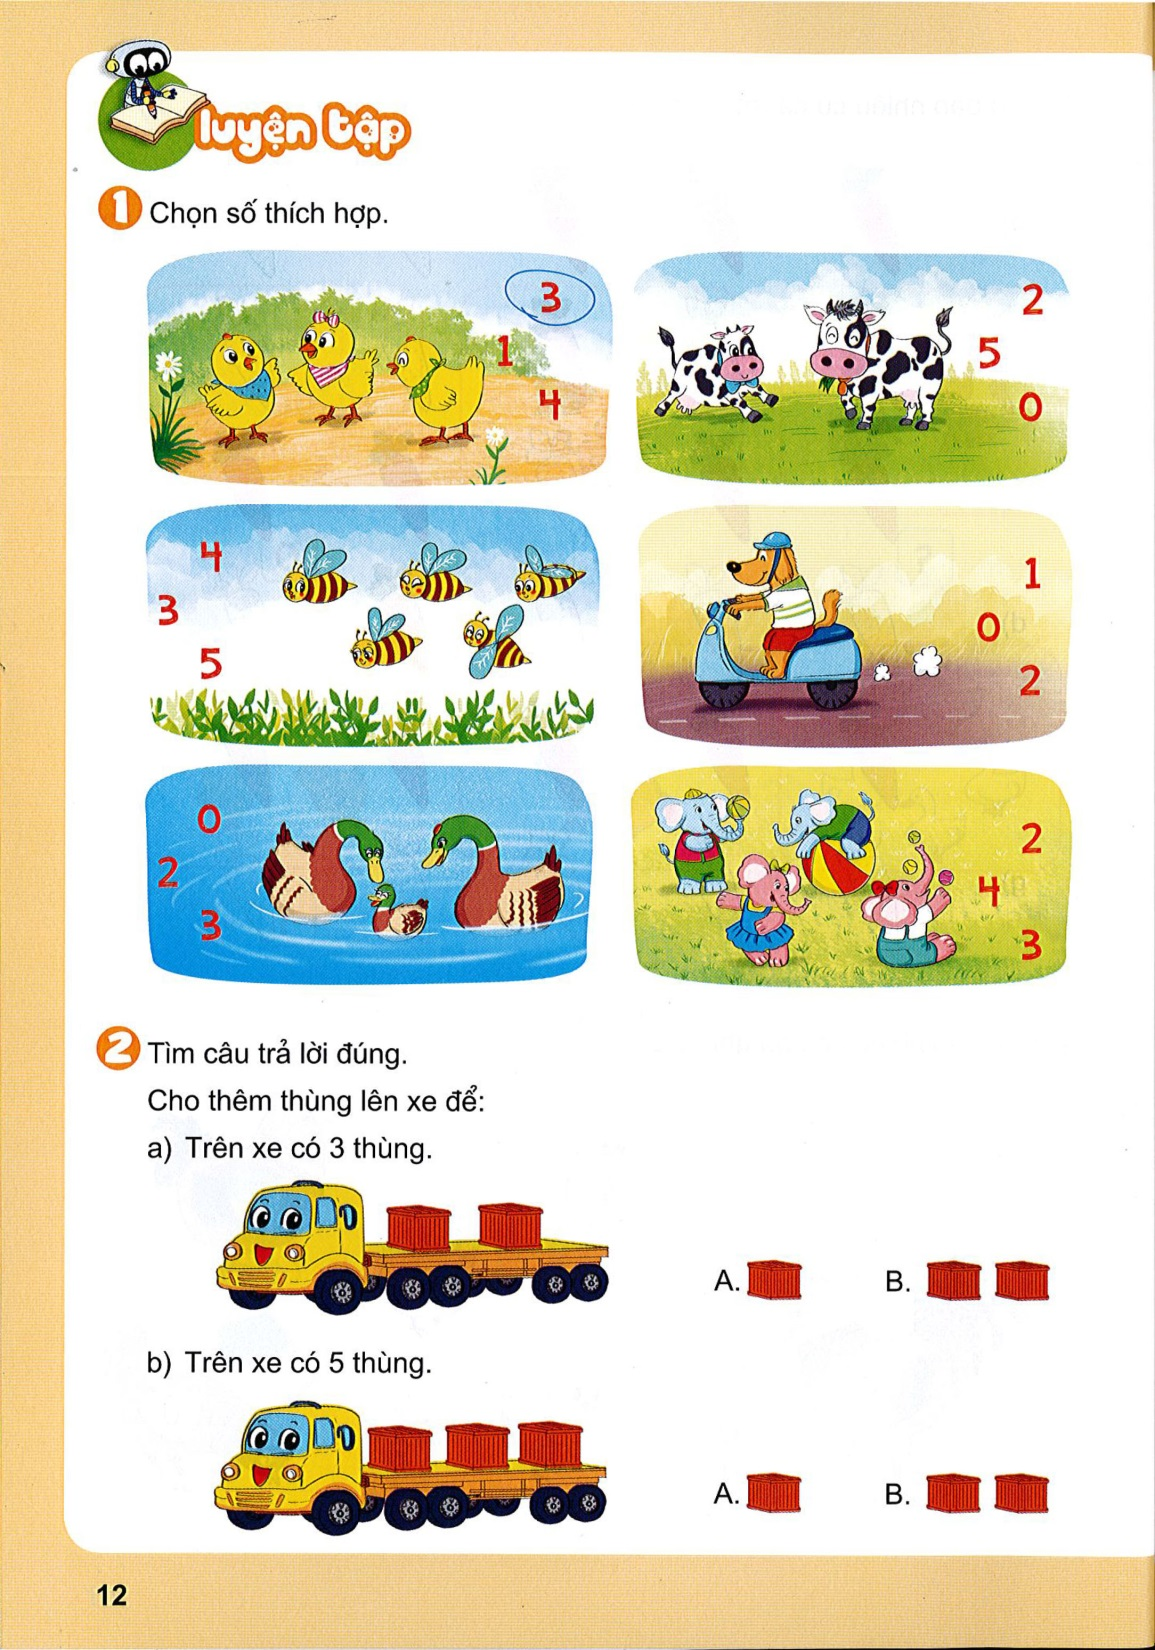 luyện tập
1 Chọn số thích hợp.
3
1
4
2
5
0
4
3
5
1
0
2
0
2
3
2
4
3
2 Tìm câu trả lời đúng.
Cho thêm thùng lên xe để:
a) Trên xe có 3 thùng.
A.
B.
b) Trên xe có 5 thùng.
A.
B.
12